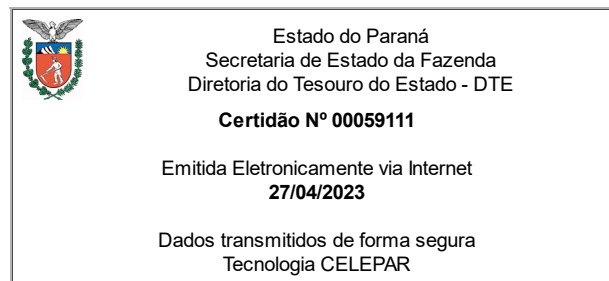 Estado do Paraná
Secretaria de Estado da Fazenda
Diretoria do Tesouro do Estado - DTE
Certidão Nº 00059111
Emitida Eletronicamente via Internet
27/04/2023
Dados transmitidos de forma segura
Tecnologia CELEPAR